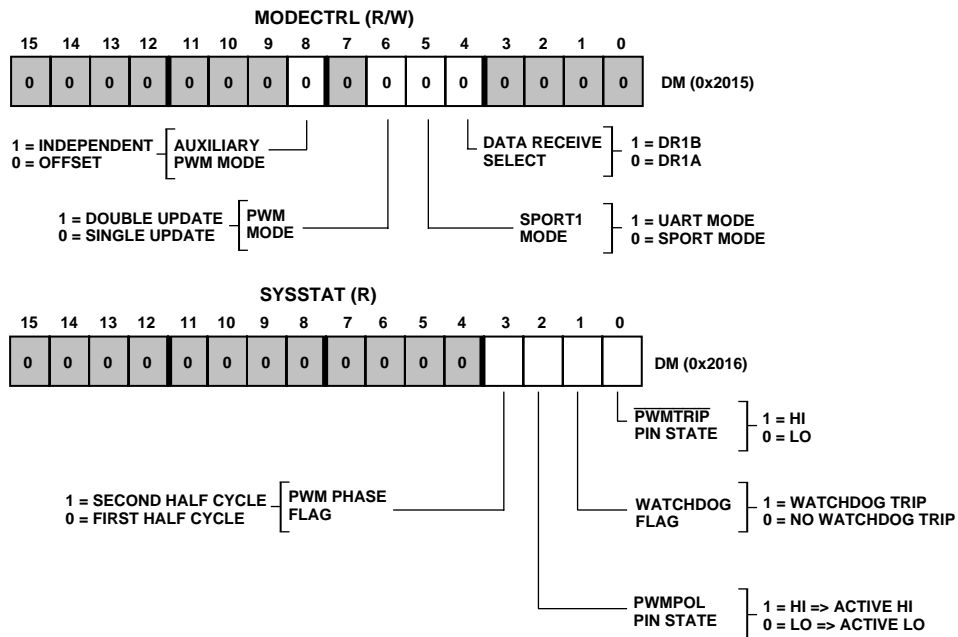 MODECTRL (R/W)
15 14 13 12 11 10 9 8 7 6 5 4 3 2 1 0
0 0 0 0 0 0 0 0 0 0 0 0 0 0 0 0 DM (0x2015)
1 = INDEPENDENT
0 = OFFSET
AUXILIARY
PWM MODE
DATA RECEIVE
SELECT
1 = DR1B
0 = DR1A
1 = DOUBLE UPDATE
0 = SINGLE UPDATE
PWM
MODE
SPORT1
MODE
1 = UART MODE
0 = SPORT MODE
SYSSTAT (R)
15 14 13 12 11 10 9 8 7 6 5 4 3 2 1 0
0 0 0 0 0 0 0 0 0 0 0 0 DM (0x2016)
PWMTRIP
PIN STATE
1 = HI
0 = LO
1 = SECOND HALF CYCLE
0 = FIRST HALF CYCLE
PWM PHASE
FLAG
WATCHDOG
FLAG
1 = WATCHDOG TRIP
0 = NO WATCHDOG TRIP
PWMPOL
PIN STATE
1 = HI => ACTIVE HI
0 = LO => ACTIVE LO